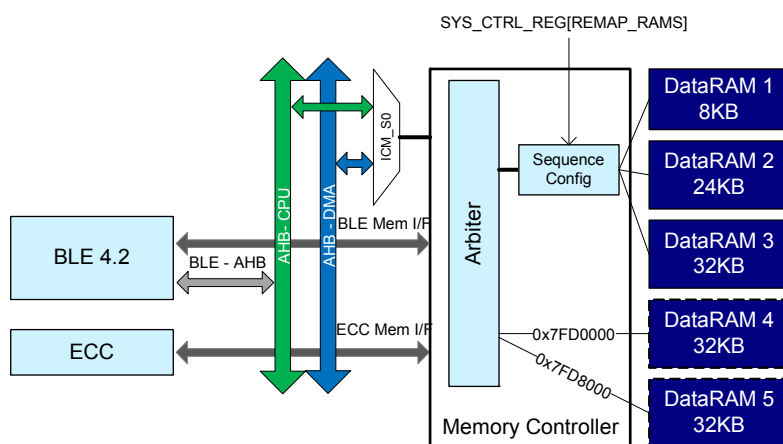 SYS_CTRL_REG[REMAP_RAMS]
DataRAM 1
8KB
ICM_S0
Sequence
Config
DataRAM 2
24KB
AHB- CPU
AHB - DMA
BLE Mem I/F
Arbiter
BLE 4.2
BLE - AHB
DataRAM 3
32KB
ECC Mem I/F
0x7FD0000
DataRAM 4
32KB
ECC
0x7FD8000
DataRAM 5
32KB
Memory Controller